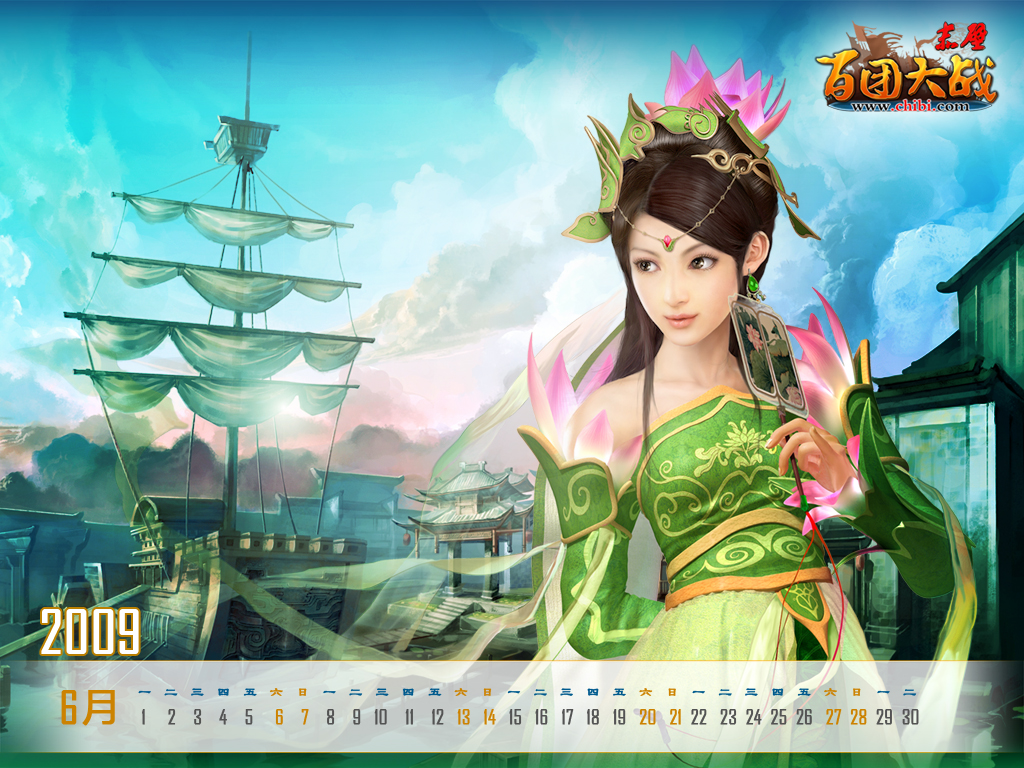 赤壁
百团大战
www.chibi.com
2009
6月
一 二 三 四 五 六 日 一 二 三 四 五 六 日 一 二 三 四 五 六 日 一 二 三 四 五 六 日 一 二
1 2 3 4 5 6 7 8 9 10 11 12 13 14 15 16 17 18 19 20 21 22 23 24 25 26 27 28 29 30